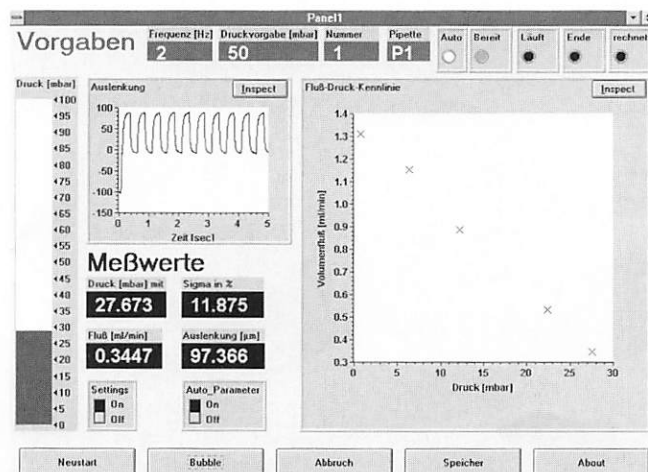 Panel1
Vorgaben
Frequenz [Hz] Druckvorgabe [mbar] Nummer Pipette Auto Bereit Läuft Ende rechnet
2 50 1 P1
Druck [mbar] Auslenkung Inspect Fluß-Druck-Kennlinie Inspect
100
95
90
85
80
75
70
65
60
55
50
45
40
35
30
25
20
15
10
5
0
100
50
0
-50
-100
-150
0 1 2 3 4 5
Zeit [sec]
Meßwerte
Druck [mbar] mit Sigma in %
27.673 11.875
Fluß [ml/min] Auslenkung [µm]
0.3447 97.366
Settings Auto_Parameter
On On
Off Off
Volumenfluß [ml/min]
1.4
1.3
1.2
1.1
1.0
0.9
0.8
0.7
0.6
0.5
0.4
0.3
0 5 10 15 20 25 30
Druck [mbar]
Neustart Bubble Abbruch Speicher About